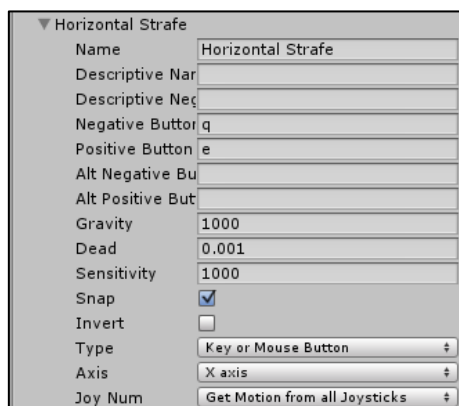 Horizontal Strafe
Name Horizontal Strafe
Descriptive Nar
Descriptive Neg
Negative Buttor q
Positive Button e
Alt Negative Bu
Alt Positive But
Gravity 1000
Dead 0.001
Sensitivity 1000
Snap
Invert
Type Key or Mouse Button
Axis X axis
Joy Num Get Motion from all Joysticks